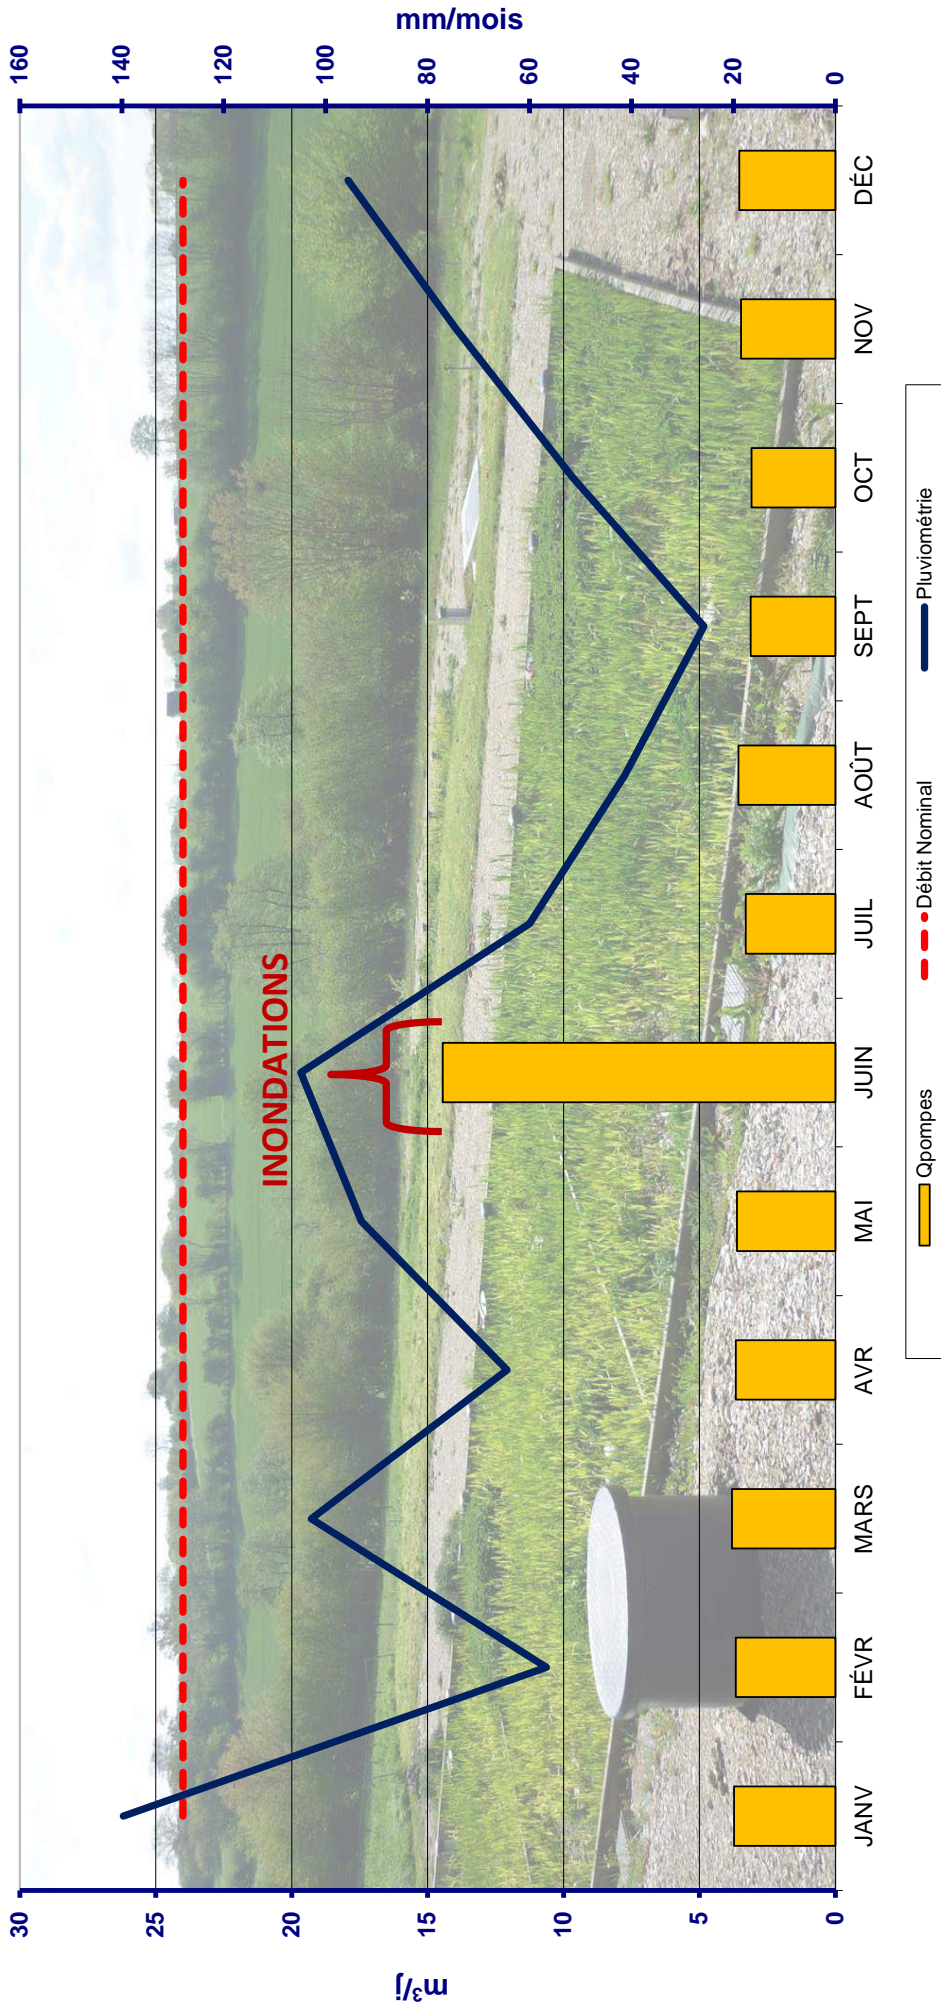 mm/mois
160
140
120
100
80
60
40
20
0
INONDATIONS
30
25
20
15
10
5
0
m³/j
JANV
FÉVR
MARS
AVR
MAI
JUIN
JUIL
AOÛT
SEPT
OCT
NOV
DÉC
Qpompes
Débit Nominal
Pluviométrie